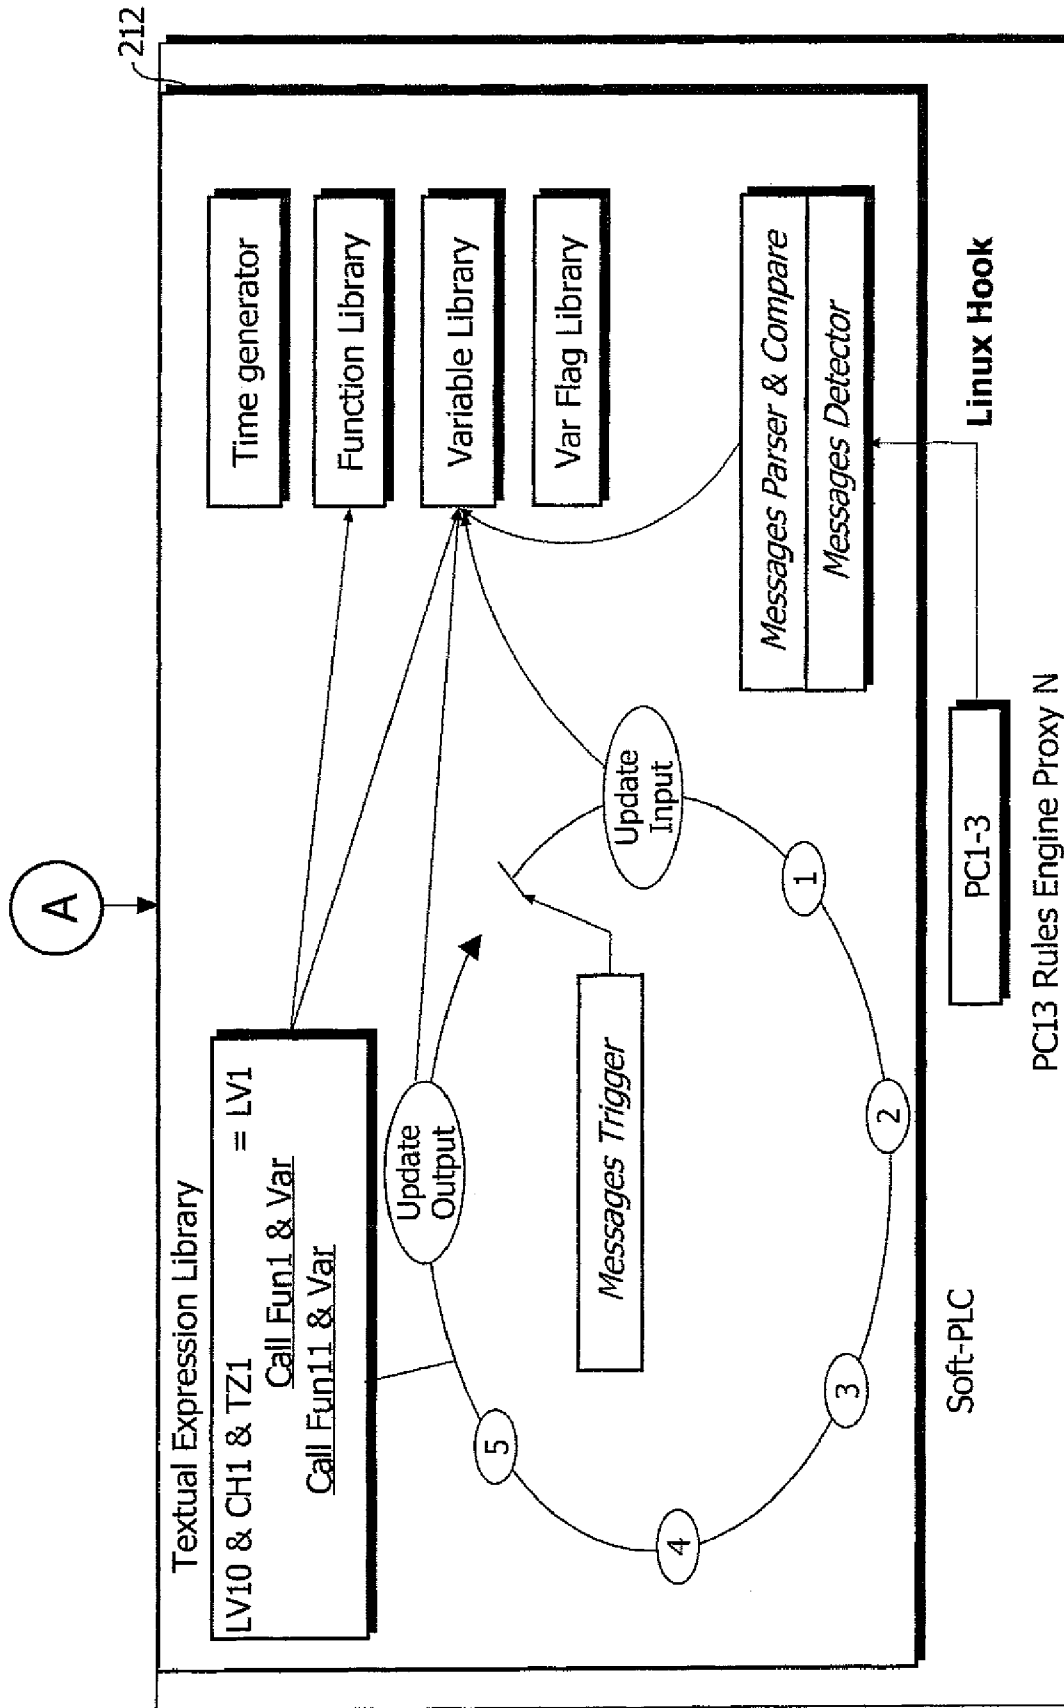 212
A
Textual Expression Library
LV10 & CH1 & TZ1 = LV1
Call Fun1 & Var
Call Fun11 & Var
Time generator
Function Library
Variable Library
Var Flag Library
Update
Output
Messages Trigger
Update
Input
1
2
3
4
5
Messages Parser & Compare
Messages Detector
Soft-PLC
PC1-3
Linux Hook
PC13 Rules Engine Proxy N